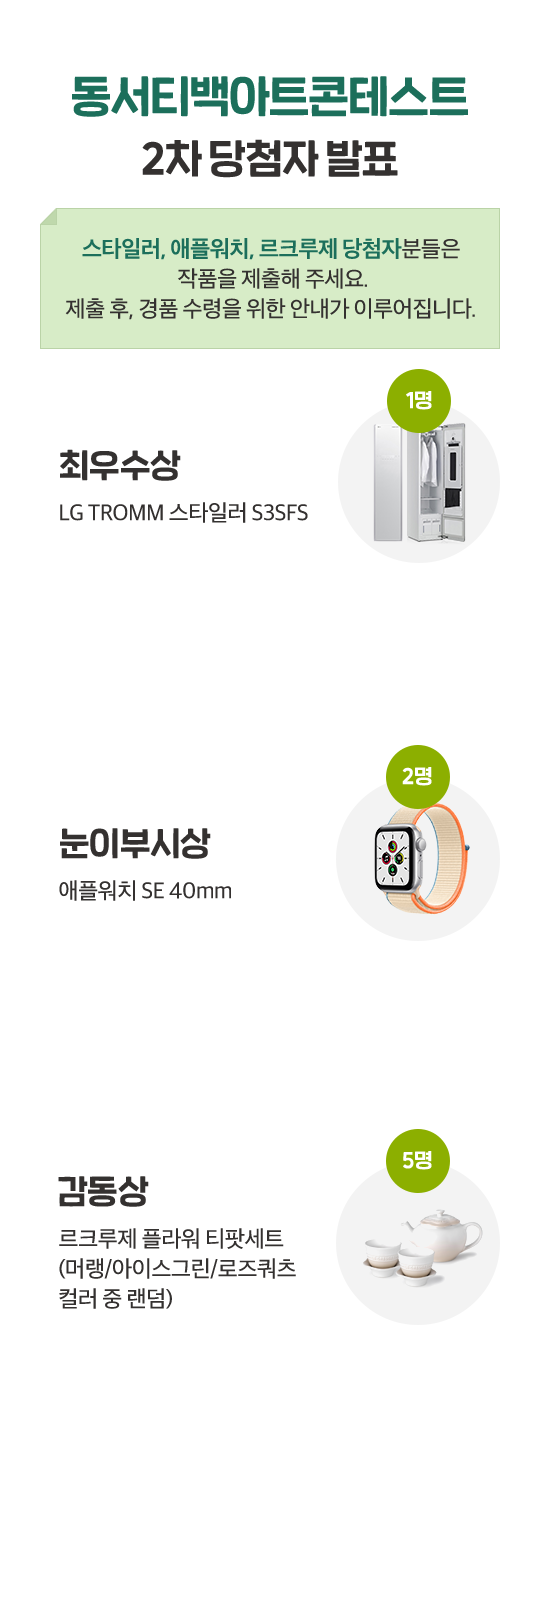 동서티백아트콘테스트
2차 당첨자 발표
스타일러, 애플워치, 르크루제 당첨자분들은
작품을 제출해 주세요.
제출 후, 경품 수령을 위한 안내가 이루어집니다.
1명
최우수상
LG TROMM 스타일러 S3SFS
2명
눈이부시상
애플워치 SE 40mm
5명
감동상
르크루제 플라워 티팟세트
(머랭/아이스그린/로즈쿼츠
컬러 중 랜덤)